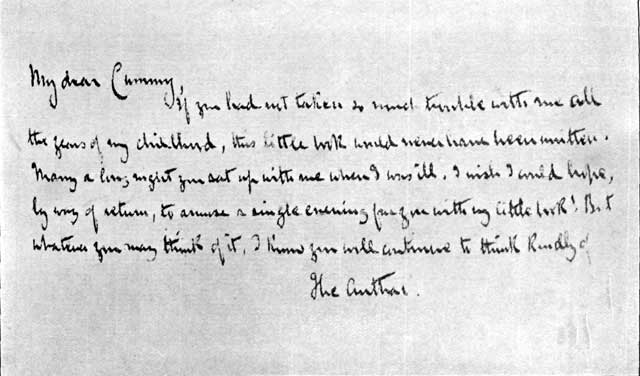 My dear Cummy,
If you had not taken so much trouble with me all
the years of my childhood, this little book would never have been written.
Many a long night you sat up with me when I was ill. I wish I could hope,
by way of return, to amuse a single evening for you with my little book! But
whatever you may think of it, I know you will continue to think kindly of
The Author.